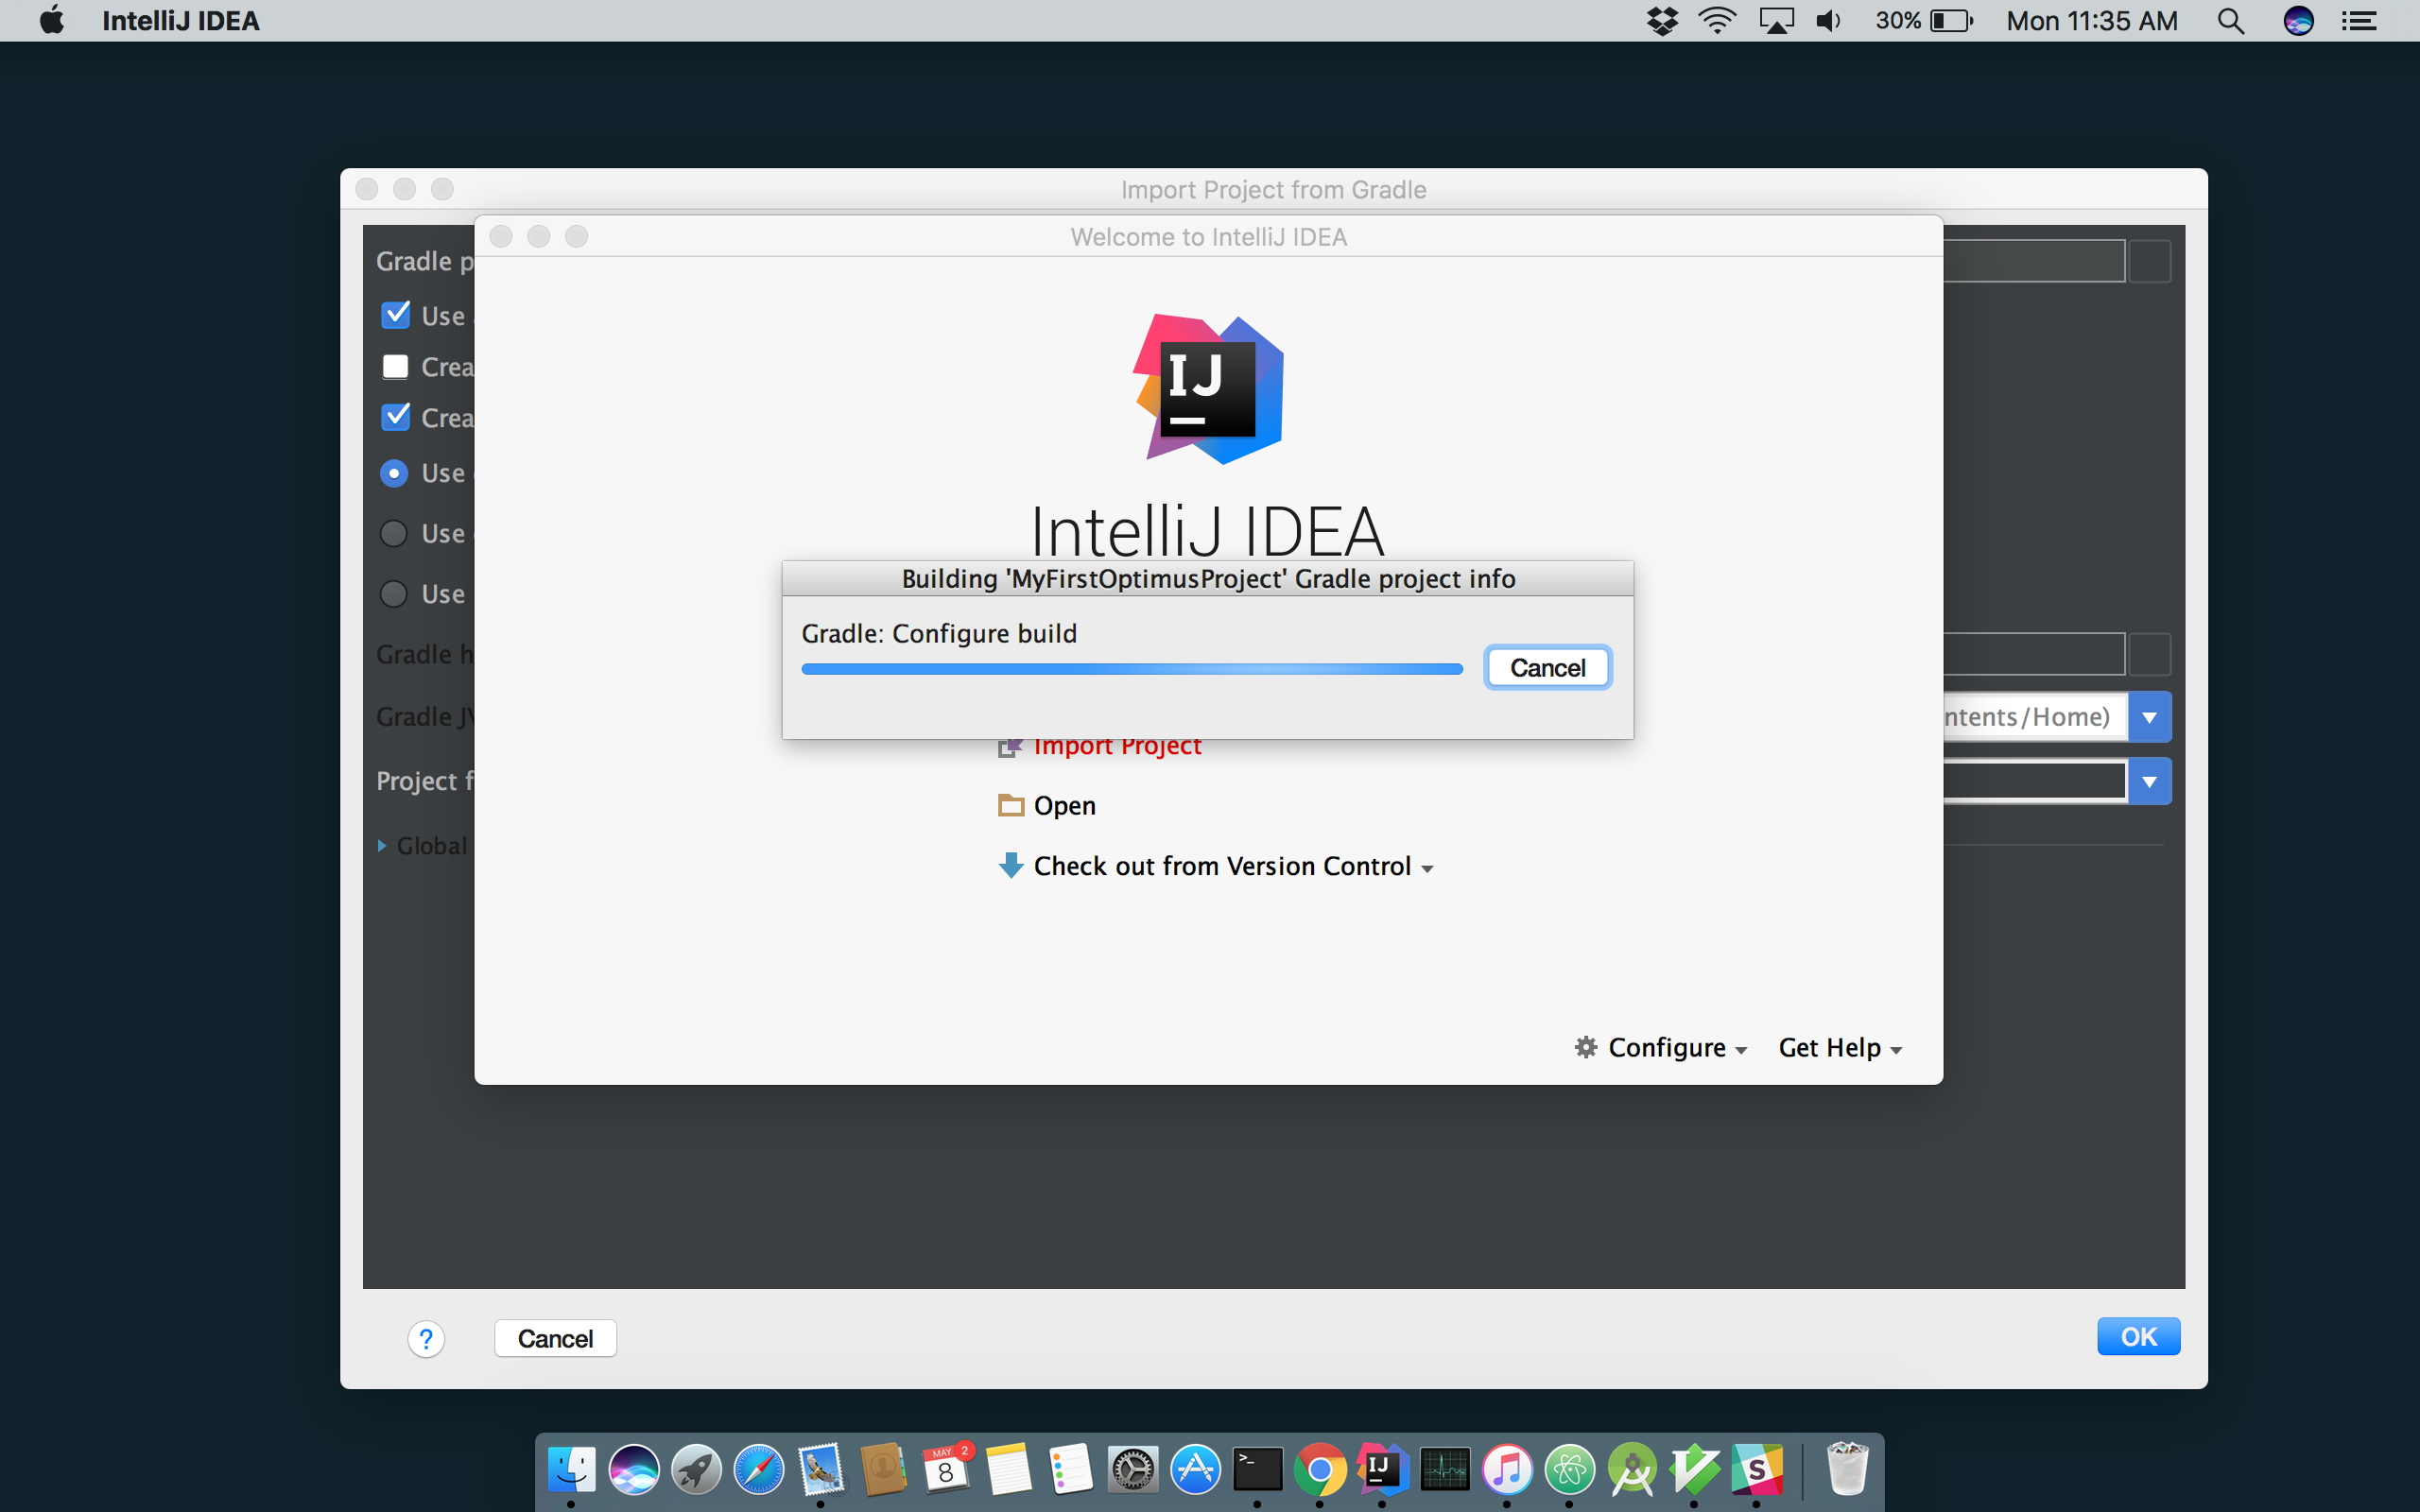 IntelliJ IDEA
30%
Mon 11:35 AM
Import Project from Gradle
Welcome to IntelliJ IDEA
Gradle p
Use
Crea
Crea
Use
Use
Use
Gradle h
Gradle
Project f
Global
IJ
IntelliJ IDEA
Building 'MyFirstOptimusProject' Gradle project info
Gradle: Configure build
Cancel
Import Project
Open
Check out from Version Control
ntents/Home)
Configure
Get Help
?
Cancel
OK
MAY
2
8
>_
IJ
S